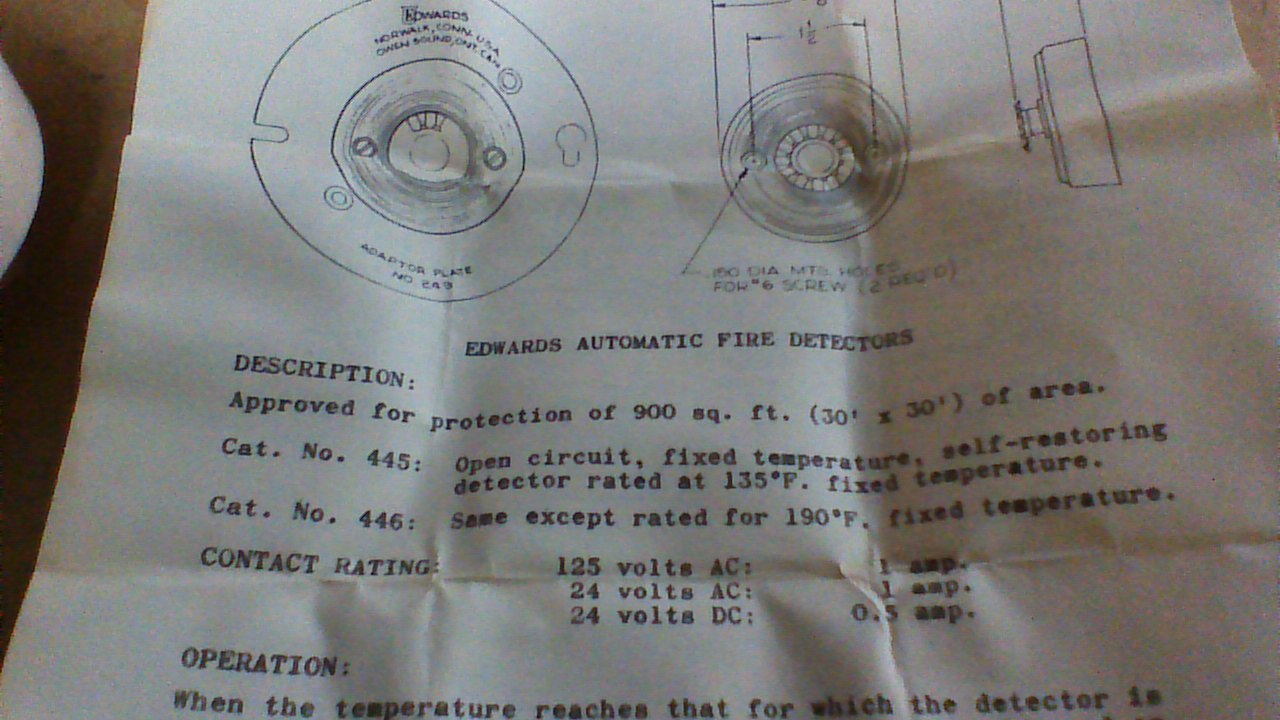 EDWARDS
NORWALK, CONN. U.S.A.
OWEN SOUND, ONT. CAN.
1½
8
ADAPTOR PLATE
NO 249
.150 DIA. MTG. HOLES
FOR #6 SCREW (2 REQ'D)
EDWARDS AUTOMATIC FIRE DETECTORS
DESCRIPTION:
Approved for protection of 900 sq. ft. (30' x 30') of area.
Cat. No. 445: Open circuit, fixed temperature, self-restoring
detector rated at 135°F. fixed temperature.
Cat. No. 446: Same except rated for 190°F. fixed temperature.
CONTACT RATING: 125 volts AC: 1 amp.
24 volts AC: 1 amp.
24 volts DC: 0.5 amp.
OPERATION:
When the temperature reaches that for which the detector is